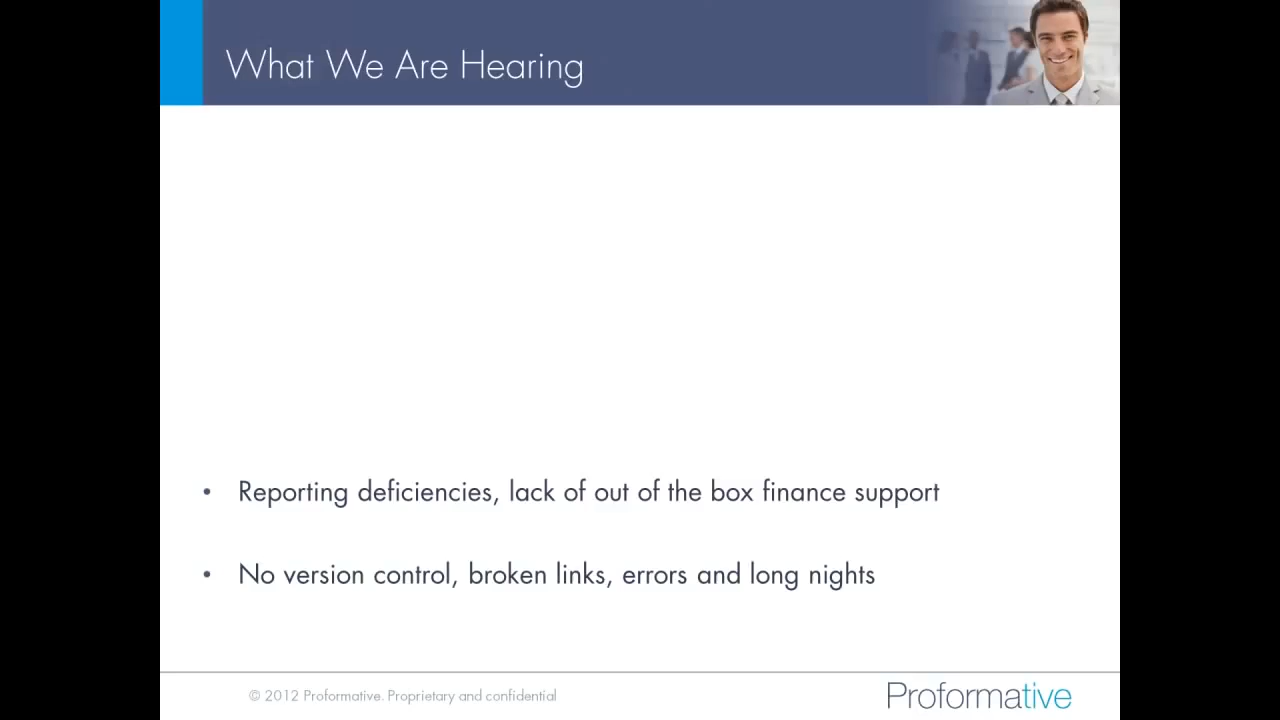 What We Are Hearing
• Reporting deficiencies, lack of out of the box finance support
• No version control, broken links, errors and long nights
© 2012 Proformative. Proprietary and confidential
Proformative